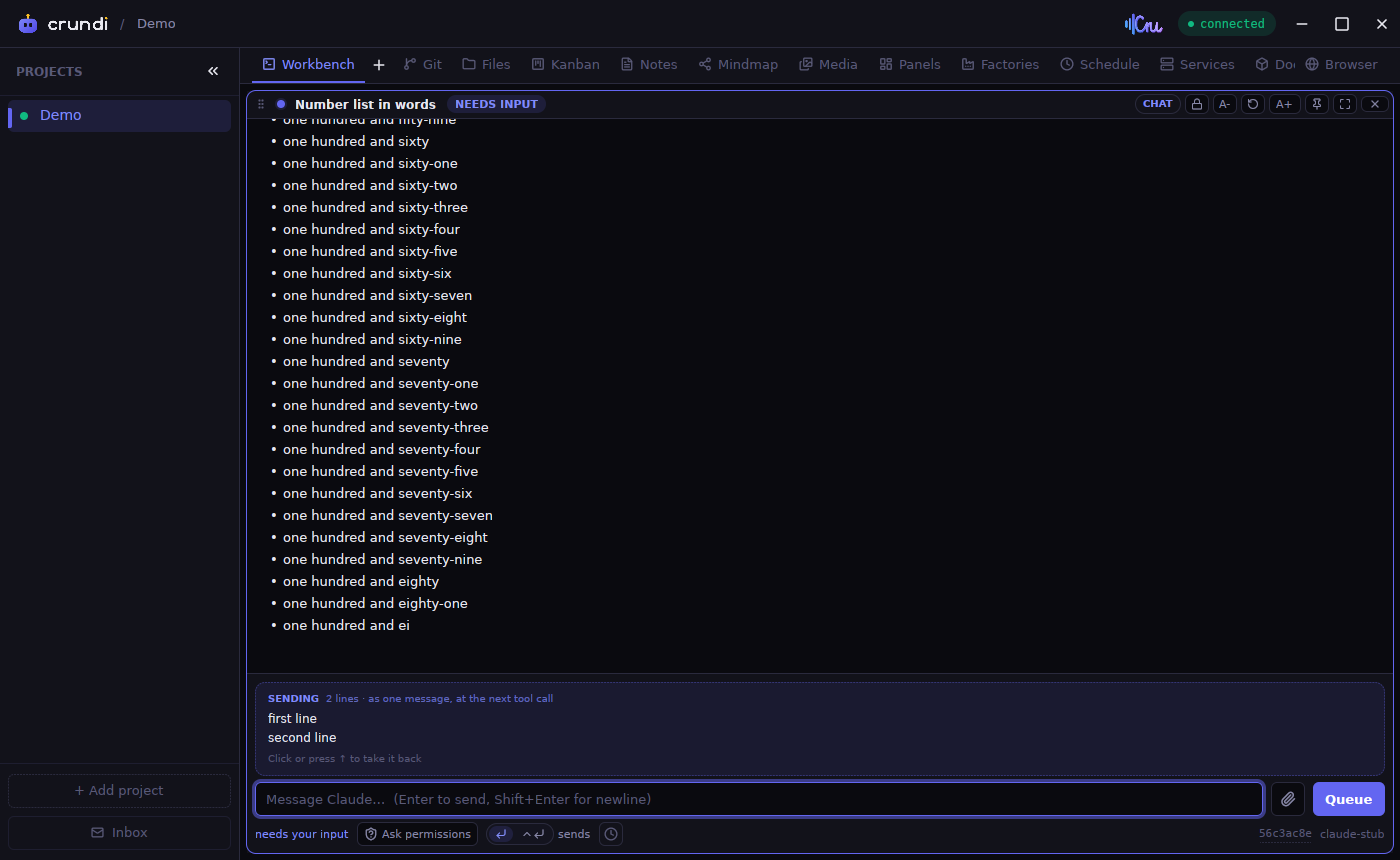 crundi / Demo
Cru
connected
PROJECTS
Workbench + Git Files Kanban Notes Mindmap Media Panels Factories Schedule Services Doc Browser
Demo
Number list in words NEEDS INPUT CHAT A- A+
one hundred and fifty-nine
• one hundred and sixty
• one hundred and sixty-one
• one hundred and sixty-two
• one hundred and sixty-three
• one hundred and sixty-four
• one hundred and sixty-five
• one hundred and sixty-six
• one hundred and sixty-seven
• one hundred and sixty-eight
• one hundred and sixty-nine
• one hundred and seventy
• one hundred and seventy-one
• one hundred and seventy-two
• one hundred and seventy-three
• one hundred and seventy-four
• one hundred and seventy-five
• one hundred and seventy-six
• one hundred and seventy-seven
• one hundred and seventy-eight
• one hundred and seventy-nine
• one hundred and eighty
• one hundred and eighty-one
• one hundred and ei
SENDING 2 lines · as one message, at the next tool call
first line
second line
Click or press ↑ to take it back
Message Claude... (Enter to send, Shift+Enter for newline)
Queue
needs your input Ask permissions sends 56c3ac8e claude-stub
+ Add project
Inbox